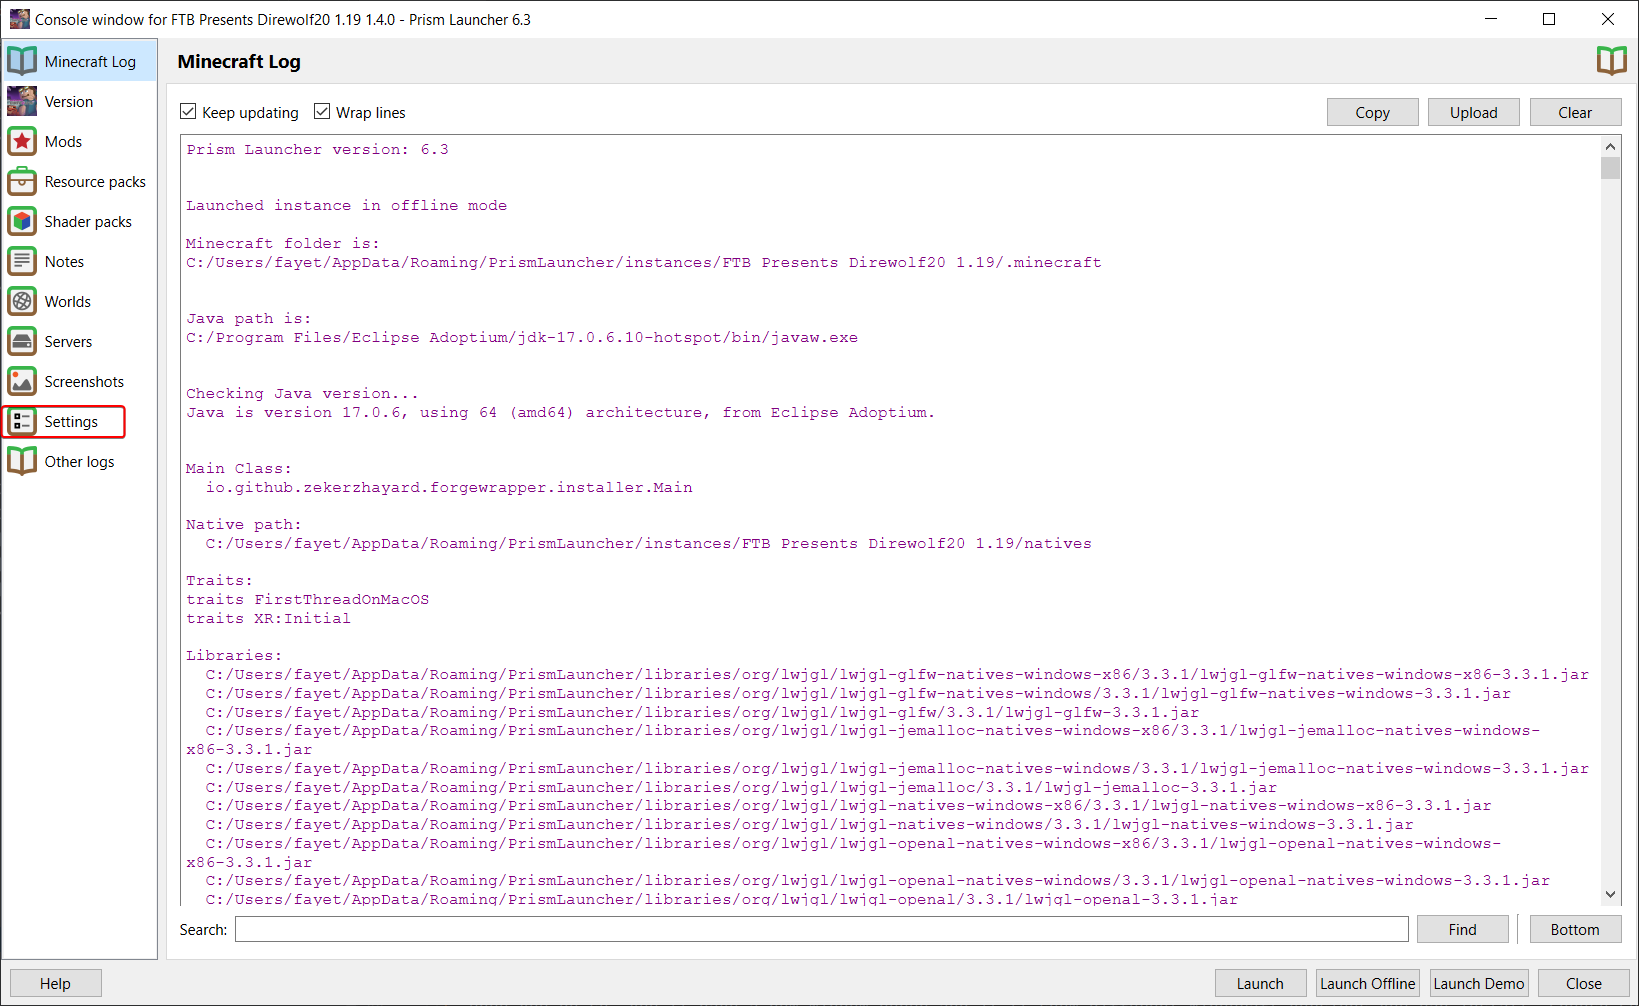 Console window for FTB Presents Direwolf20 1.19 1.4.0 - Prism Launcher 6.3
Minecraft Log
Version
Mods
Resource packs
Shader packs
Notes
Worlds
Servers
Screenshots
Settings
Other logs
Minecraft Log
Keep updating Wrap lines Copy Upload Clear
Prism Launcher version: 6.3
Launched instance in offline mode
Minecraft folder is:
C:/Users/fayet/AppData/Roaming/PrismLauncher/instances/FTB Presents Direwolf20 1.19/.minecraft
Java path is:
C:/Program Files/Eclipse Adoptium/jdk-17.0.6.10-hotspot/bin/javaw.exe
Checking Java version...
Java is version 17.0.6, using 64 (amd64) architecture, from Eclipse Adoptium.
Main Class:
io.github.zekerzhayard.forgewrapper.installer.Main
Native path:
C:/Users/fayet/AppData/Roaming/PrismLauncher/instances/FTB Presents Direwolf20 1.19/natives
Traits:
traits FirstThreadOnMacOS
traits XR:Initial
Libraries:
C:/Users/fayet/AppData/Roaming/PrismLauncher/libraries/org/lwjgl/lwjgl-glfw-natives-windows-x86/3.3.1/lwjgl-glfw-natives-windows-x86-3.3.1.jar
C:/Users/fayet/AppData/Roaming/PrismLauncher/libraries/org/lwjgl/lwjgl-glfw-natives-windows/3.3.1/lwjgl-glfw-natives-windows-3.3.1.jar
C:/Users/fayet/AppData/Roaming/PrismLauncher/libraries/org/lwjgl/lwjgl-glfw/3.3.1/lwjgl-glfw-3.3.1.jar
C:/Users/fayet/AppData/Roaming/PrismLauncher/libraries/org/lwjgl/lwjgl-jemalloc-natives-windows-x86/3.3.1/lwjgl-jemalloc-natives-windows-
x86-3.3.1.jar
C:/Users/fayet/AppData/Roaming/PrismLauncher/libraries/org/lwjgl/lwjgl-jemalloc-natives-windows/3.3.1/lwjgl-jemalloc-natives-windows-3.3.1.jar
C:/Users/fayet/AppData/Roaming/PrismLauncher/libraries/org/lwjgl/lwjgl-jemalloc/3.3.1/lwjgl-jemalloc-3.3.1.jar
C:/Users/fayet/AppData/Roaming/PrismLauncher/libraries/org/lwjgl/lwjgl-natives-windows-x86/3.3.1/lwjgl-natives-windows-x86-3.3.1.jar
C:/Users/fayet/AppData/Roaming/PrismLauncher/libraries/org/lwjgl/lwjgl-natives-windows/3.3.1/lwjgl-natives-windows-3.3.1.jar
C:/Users/fayet/AppData/Roaming/PrismLauncher/libraries/org/lwjgl/lwjgl-openal-natives-windows-x86/3.3.1/lwjgl-openal-natives-windows-
x86-3.3.1.jar
C:/Users/fayet/AppData/Roaming/PrismLauncher/libraries/org/lwjgl/lwjgl-openal-natives-windows/3.3.1/lwjgl-openal-natives-windows-3.3.1.jar
C:/Users/fayet/AppData/Roaming/PrismLauncher/libraries/org/lwjgl/lwjgl-openal/3.3.1/lwjgl-openal-3.3.1.jar
Search: Find Bottom
Help Launch Launch Offline Launch Demo Close